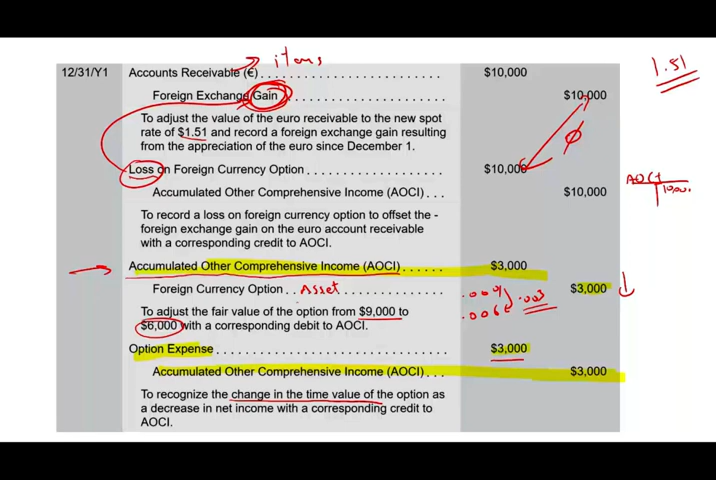 items
1.51
12/31/Y1 Accounts Receivable (€) . . . . . . . . . . . . . . . . . . . . . . . . . . . $10,000
Foreign Exchange Gain . . . . . . . . . . . . . . . . . . . . . . . $10,000
To adjust the value of the euro receivable to the new spot
rate of $1.51 and record a foreign exchange gain resulting
from the appreciation of the euro since December 1.
Loss on Foreign Currency Option . . . . . . . . . . . . . . . . . . . . $10,000
Accumulated Other Comprehensive Income (AOCI) . . . $10,000
AOCI
10,000
To record a loss on foreign currency option to offset the -
foreign exchange gain on the euro account receivable
with a corresponding credit to AOCI.
Accumulated Other Comprehensive Income (AOCI) . . . . . . $3,000
Foreign Currency Option . . Asset . . . . . . . . . . . . . . . $3,000
.009
.003
.006
To adjust the fair value of the option from $9,000 to
$6,000 with a corresponding debit to AOCI.
Option Expense . . . . . . . . . . . . . . . . . . . . . . . . . . . . . . . . . . . $3,000
Accumulated Other Comprehensive Income (AOCI) . . . $3,000
To recognize the change in the time value of the option as
a decrease in net income with a corresponding credit to
AOCI.